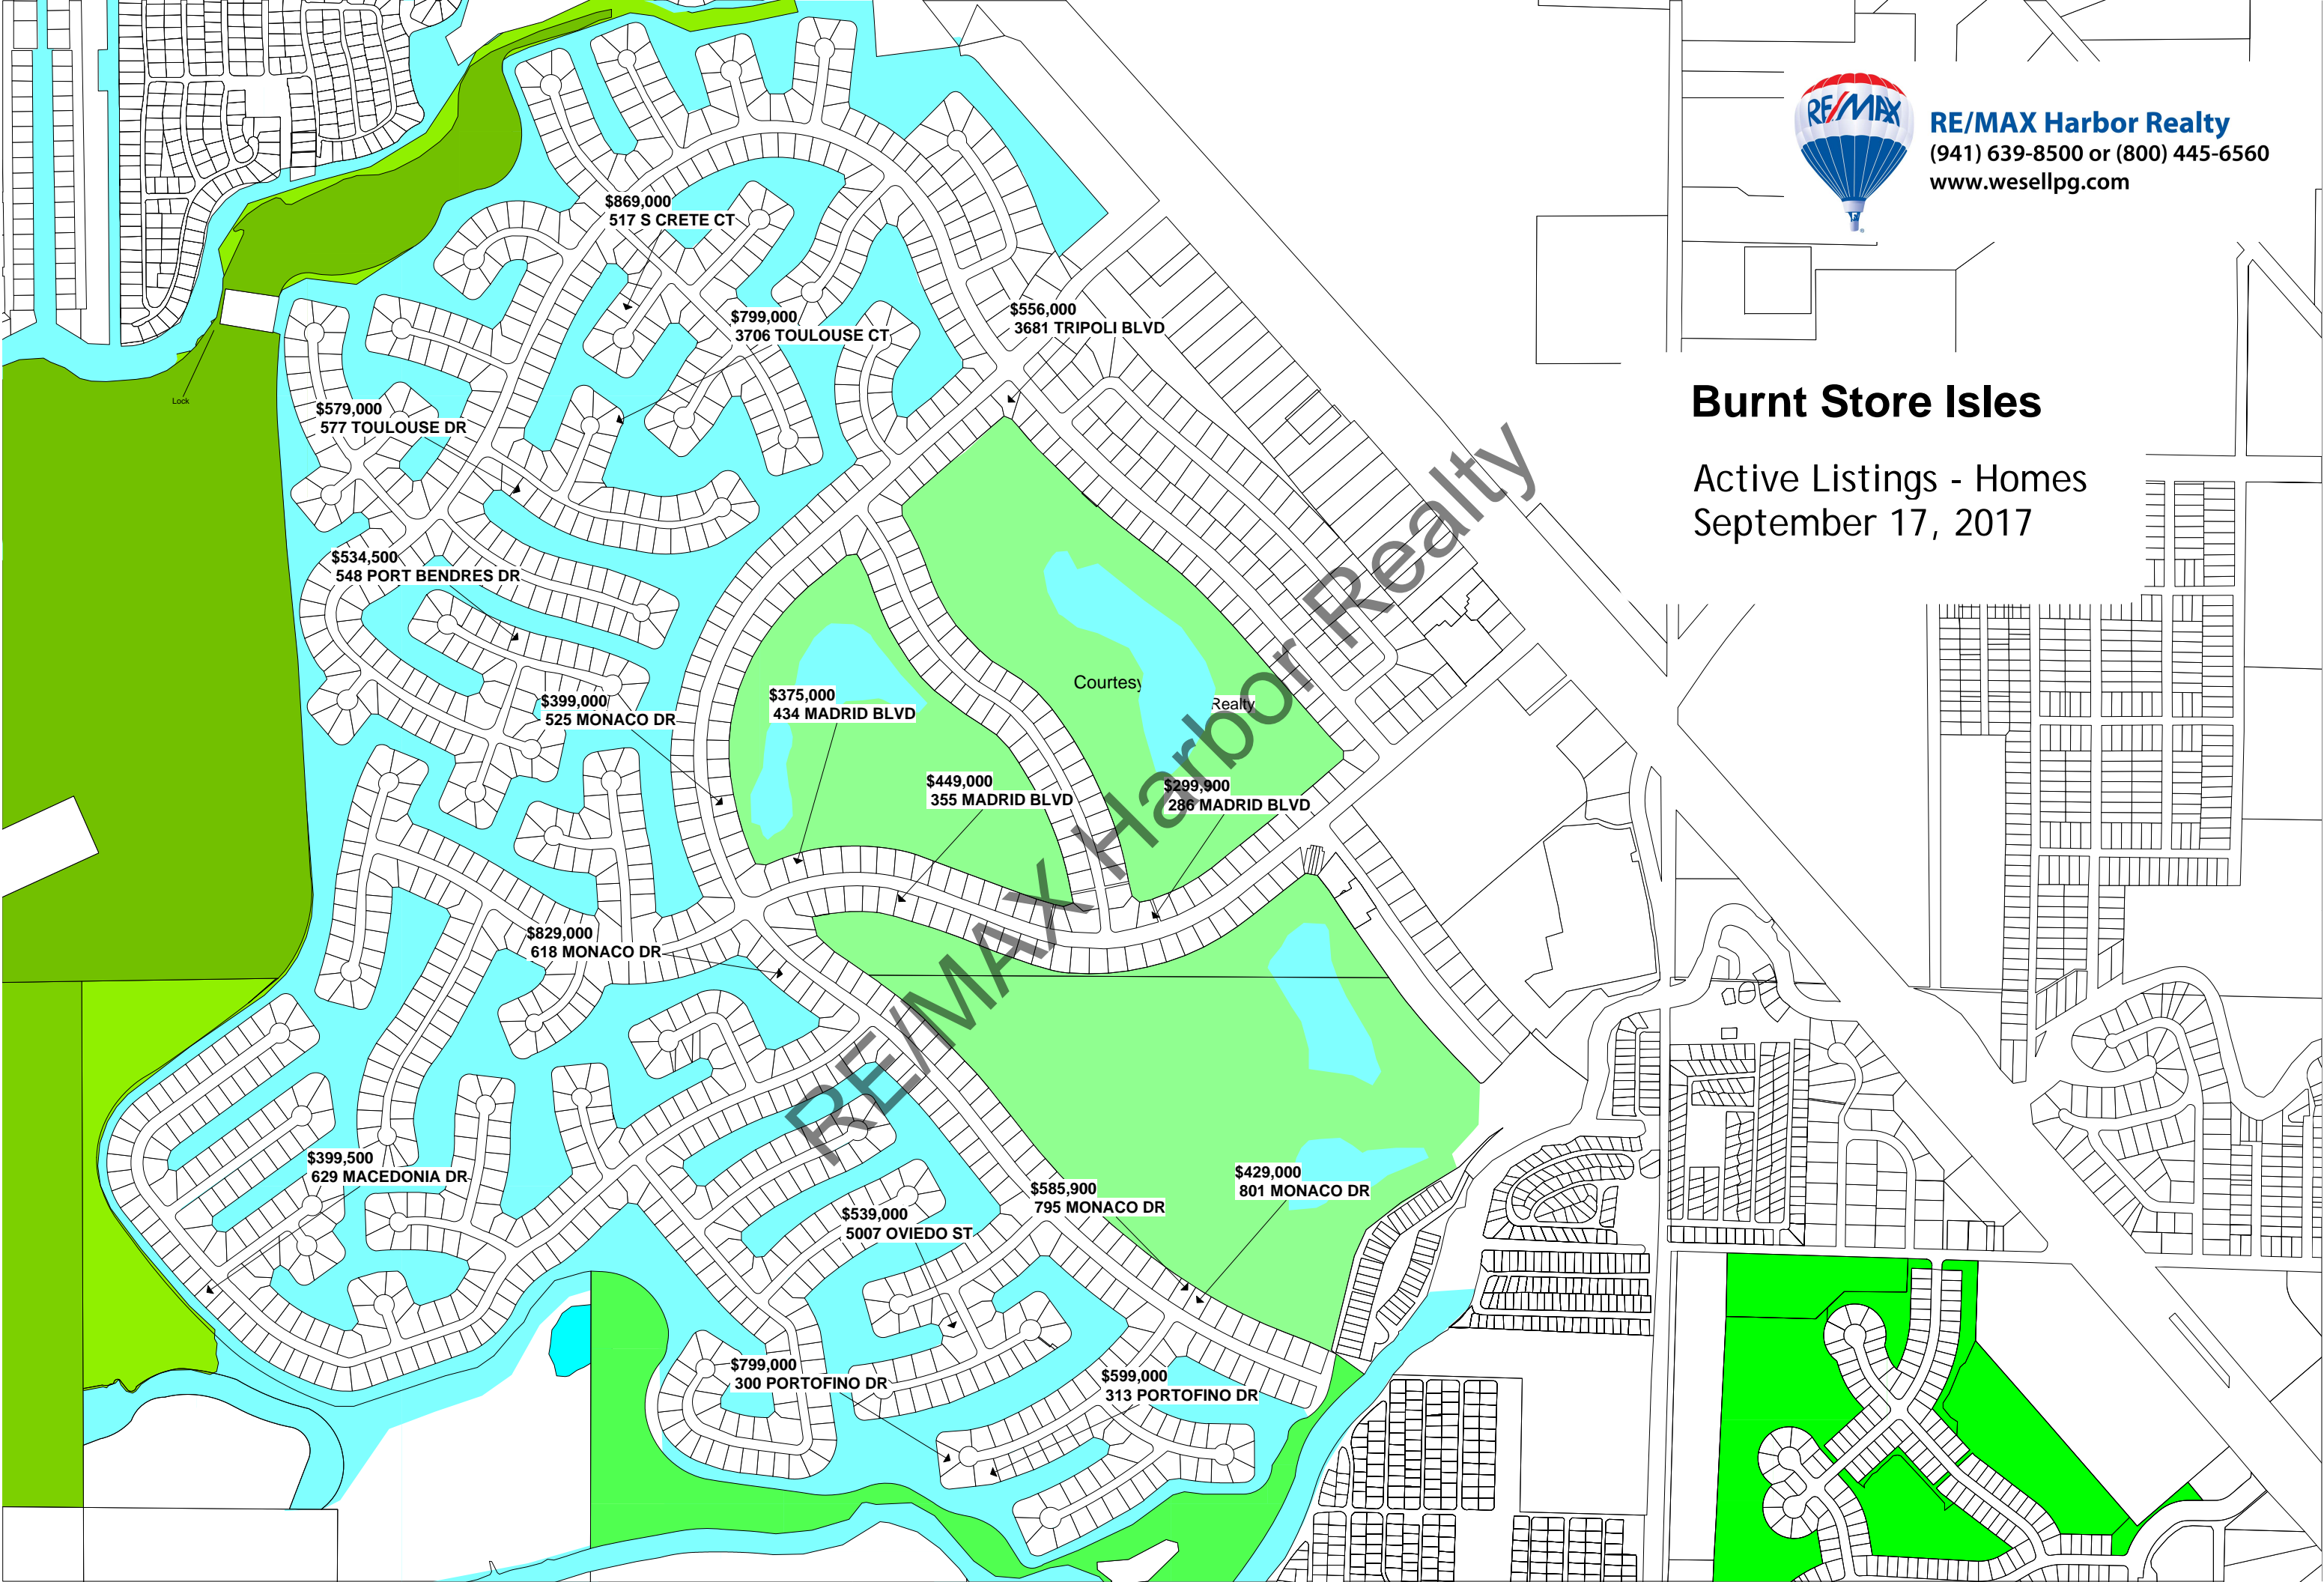 RE/MAX
RE/MAX Harbor Realty
(941) 639-8500 or (800) 445-6560
www.wesellpg.com
Burnt Store Isles
Active Listings - Homes
September 17, 2017
$869,000
517 S CRETE CT
$556,000
3681 TRIPOLI BLVD
$799,000
3706 TOULOUSE CT
Lock
$579,000
577 TOULOUSE DR
$534,500
548 PORT BENDRES DR
$399,000
525 MONACO DR
$375,000
434 MADRID BLVD
Courtesy
Realty
$449,000
355 MADRID BLVD
$299,900
286 MADRID BLVD
RE/MAX Harbor Realty
$829,000
618 MONACO DR
$399,500
629 MACEDONIA DR
$539,000
5007 OVIEDO ST
$585,900
795 MONACO DR
$429,000
801 MONACO DR
$799,000
300 PORTOFINO DR
$599,000
313 PORTOFINO DR